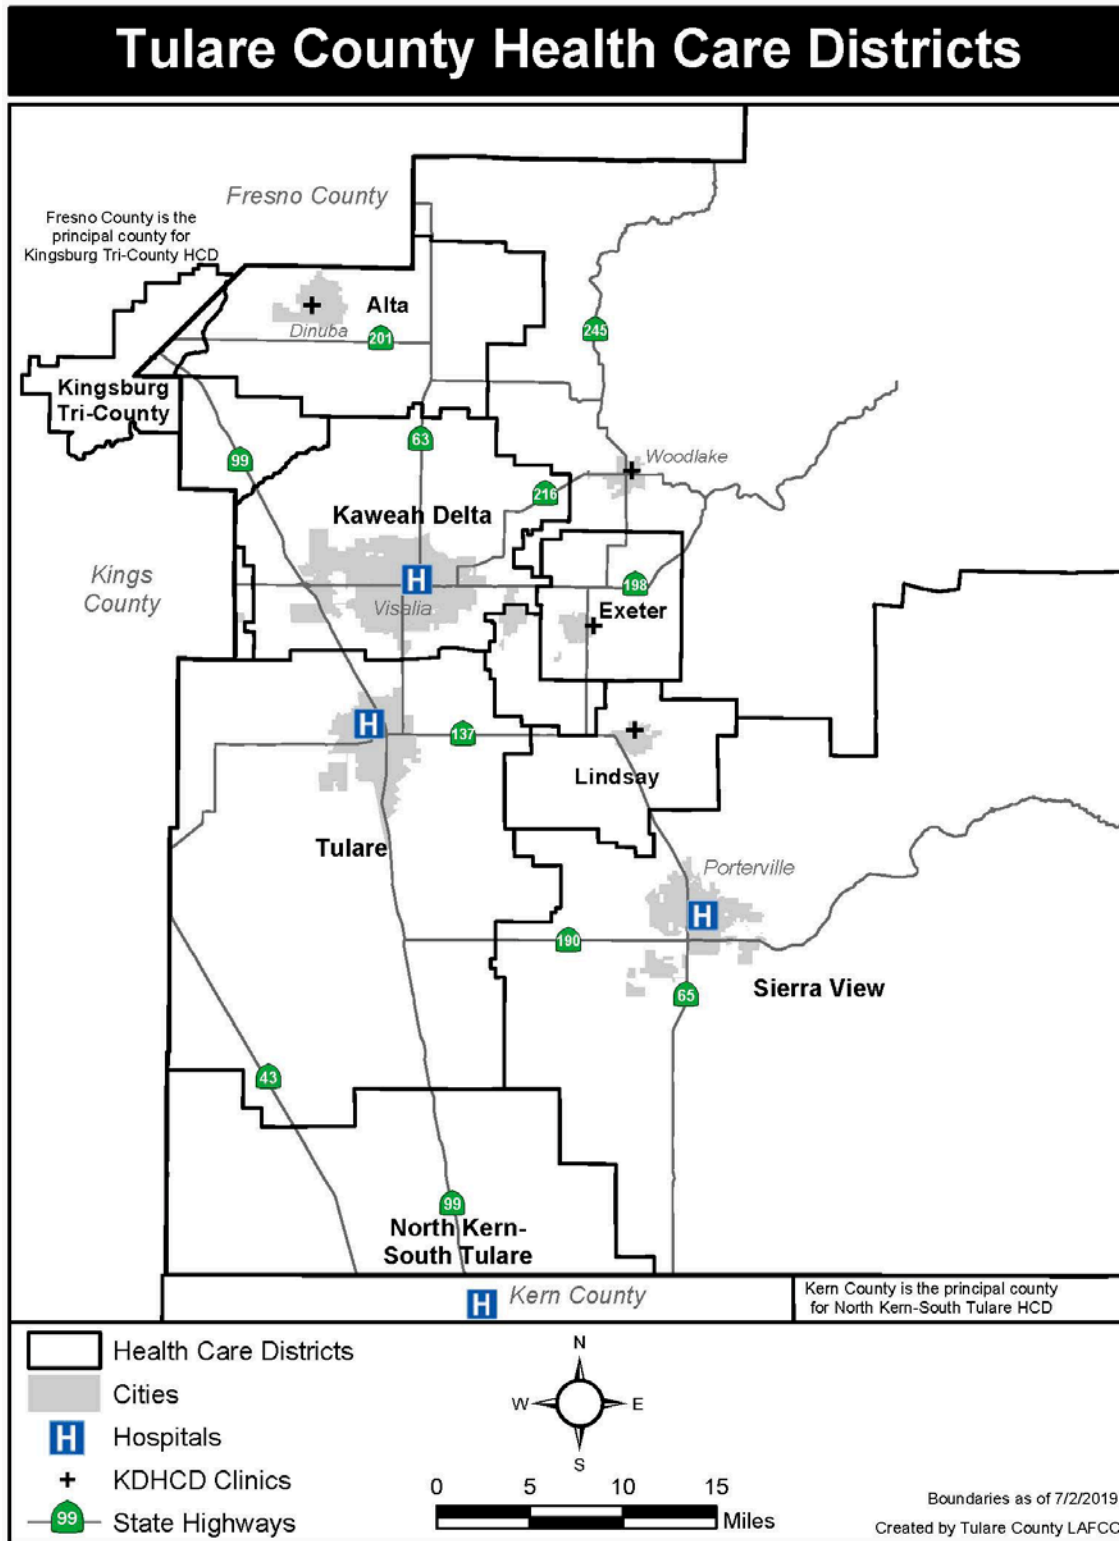 Tulare County Health Care Districts
Fresno County
Fresno County is the
principal county for
Kingsburg Tri-County HCD
Alta
Dinuba
201
245
Kingsburg
Tri-County
63
99
Woodlake
216
Kaweah Delta
H
Visalia
Kings
County
198
Exeter
H
137
Lindsay
Tulare
Porterville
H
190
Sierra View
65
43
99
North Kern-
South Tulare
H
Kern County
Kern County is the principal county
for North Kern-South Tulare HCD
Health Care Districts
Cities
H
Hospitals
KDHCD Clinics
99
State Highways
N
W
E
S
0 5 10 15
Miles
Boundaries as of 7/2/2019
Created by Tulare County LAFCO